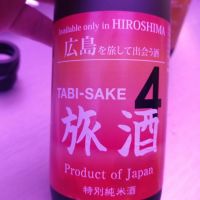 Available only in HIROSHIMA
広島を旅して出会う酒
TABI-SAKE 4
旅酒
Product of Japan
特別純米酒